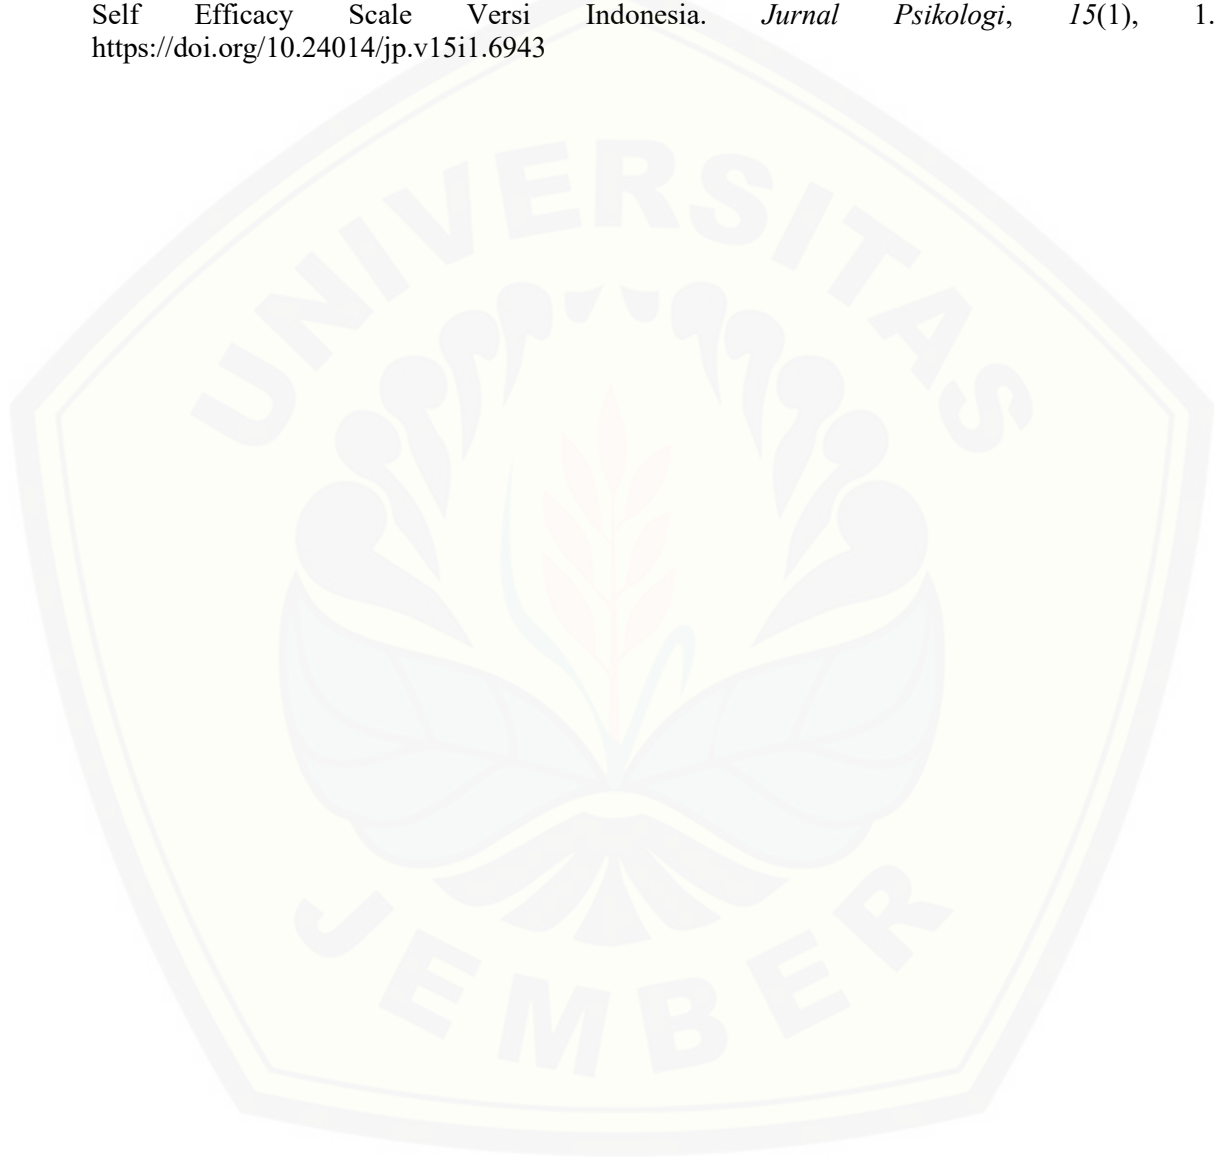 Self Efficacy Scale Versi Indonesia. Jurnal Psikologi, 15(1), 1.
https://doi.org/10.24014/jp.v15i1.6943
UNIVERSITAS
JEMBER